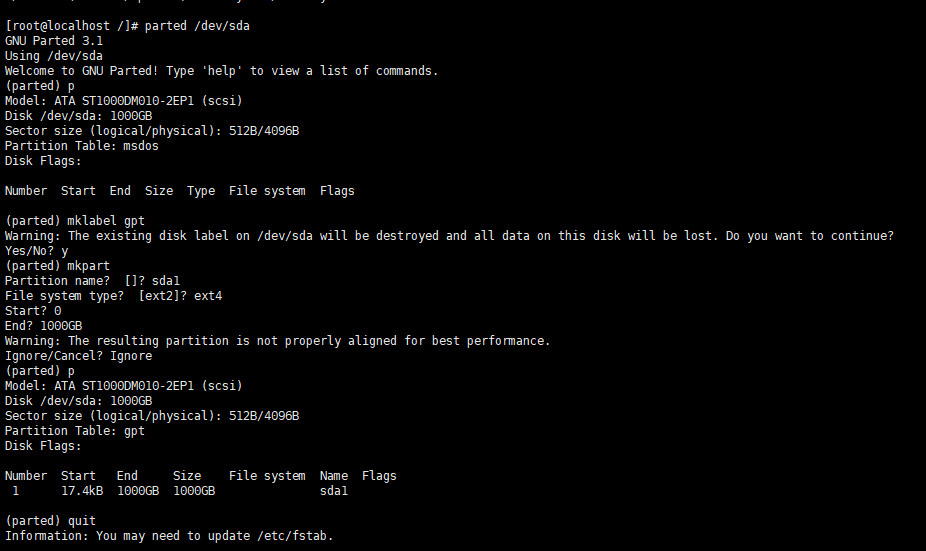 [root@localhost /]# parted /dev/sda
GNU Parted 3.1
Using /dev/sda
Welcome to GNU Parted! Type 'help' to view a list of commands.
(parted) p
Model: ATA ST1000DM010-2EP1 (scsi)
Disk /dev/sda: 1000GB
Sector size (logical/physical): 512B/4096B
Partition Table: msdos
Disk Flags:
Number  Start  End  Size  Type  File system  Flags
(parted) mklabel gpt
Warning: The existing disk label on /dev/sda will be destroyed and all data on this disk will be lost. Do you want to continue?
Yes/No? y
(parted) mkpart
Partition name?  []? sda1
File system type?  [ext2]? ext4
Start? 0
End? 1000GB
Warning: The resulting partition is not properly aligned for best performance.
Ignore/Cancel? Ignore
(parted) p
Model: ATA ST1000DM010-2EP1 (scsi)
Disk /dev/sda: 1000GB
Sector size (logical/physical): 512B/4096B
Partition Table: gpt
Disk Flags:
Number  Start   End     Size    File system  Name  Flags
 1      17.4kB  1000GB  1000GB               sda1
(parted) quit
Information: You may need to update /etc/fstab.